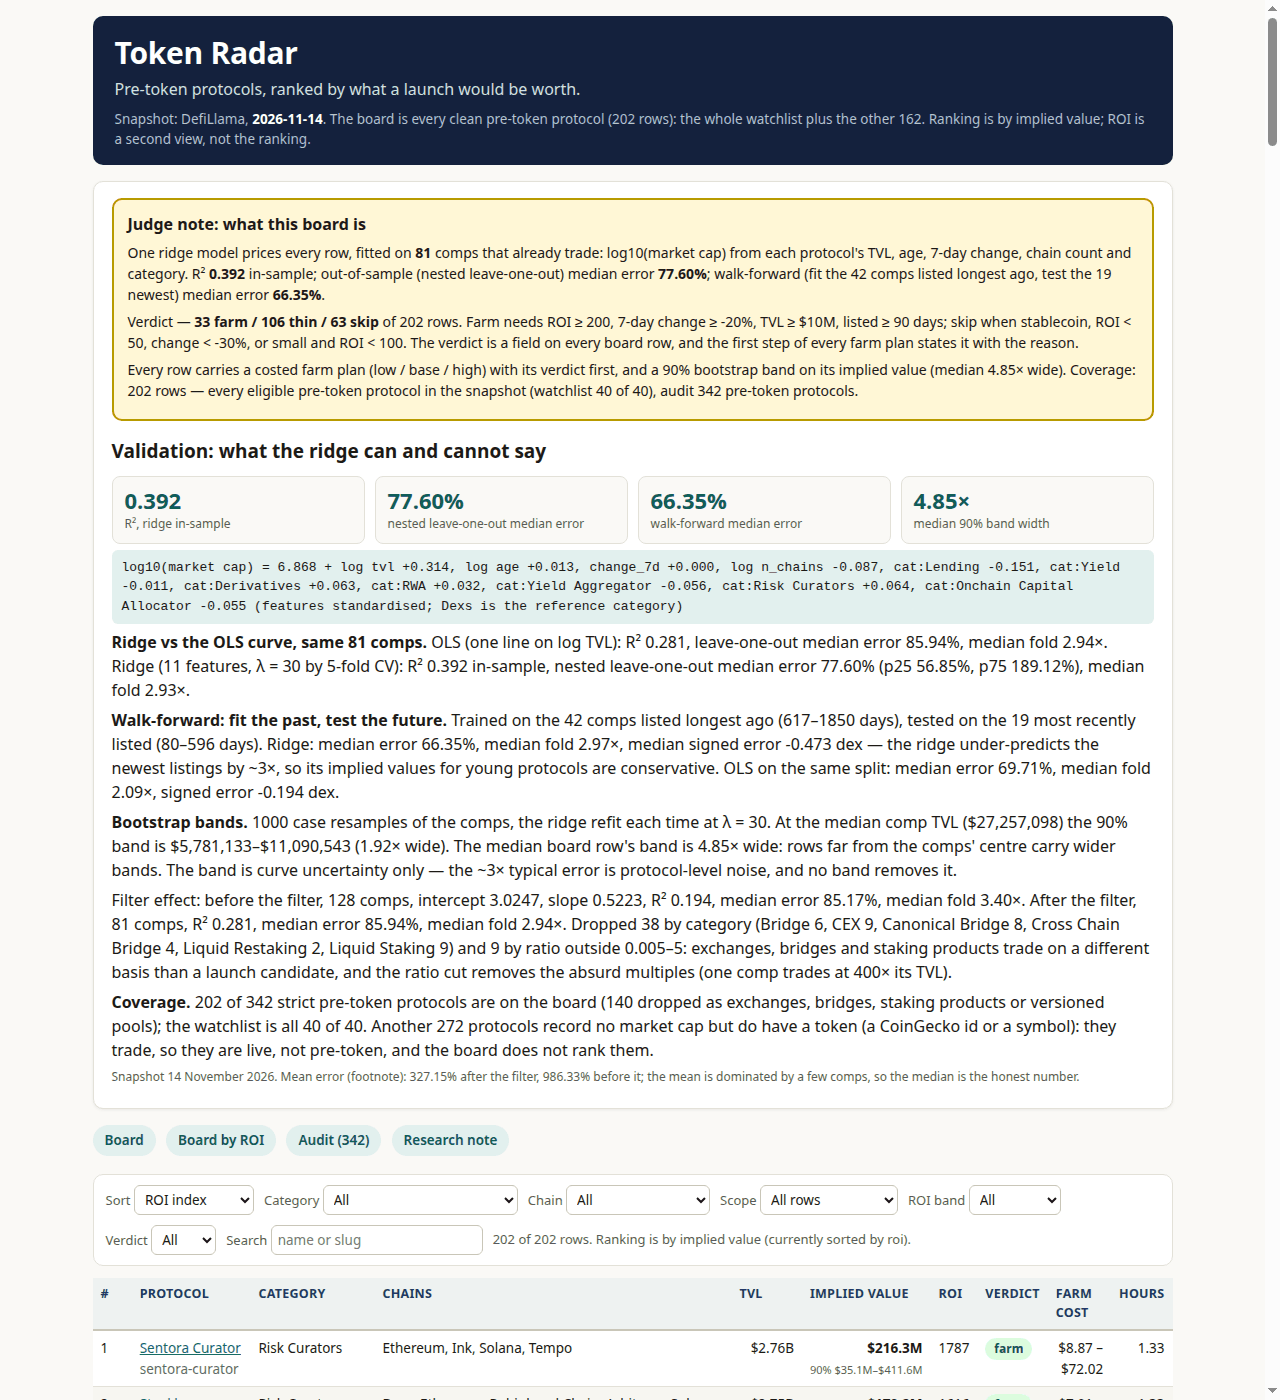 Token Radar
Pre-token protocols, ranked by what a launch would be worth.
Snapshot: DefiLlama, 2026-11-14. The board is every clean pre-token protocol (202 rows): the whole watchlist plus the other 162. Ranking is by implied value; ROI is
a second view, not the ranking.
Judge note: what this board is
One ridge model prices every row, fitted on 81 comps that already trade: log10(market cap) from each protocol's TVL, age, 7-day change, chain count and
category. R² 0.392 in-sample; out-of-sample (nested leave-one-out) median error 77.60%; walk-forward (fit the 42 comps listed longest ago, test the 19
newest) median error 66.35%.
Verdict — 33 farm / 106 thin / 63 skip of 202 rows. Farm needs ROI ≥ 200, 7-day change ≥ -20%, TVL ≥ $10M, listed ≥ 90 days; skip when stablecoin, ROI <
50, change < -30%, or small and ROI < 100. The verdict is a field on every board row, and the first step of every farm plan states it with the reason.
Every row carries a costed farm plan (low / base / high) with its verdict first, and a 90% bootstrap band on its implied value (median 4.85× wide). Coverage:
202 rows — every eligible pre-token protocol in the snapshot (watchlist 40 of 40), audit 342 pre-token protocols.
Validation: what the ridge can and cannot say
0.392 77.60% 66.35% 4.85×
R², ridge in-sample nested leave-one-out median error walk-forward median error median 90% band width
log10(market cap) = 6.868 + log tvl +0.314, log age +0.013, change_7d +0.000, log n_chains -0.087, cat:Lending -0.151, cat:Yield
-0.011, cat:Derivatives +0.063, cat:RWA +0.032, cat:Yield Aggregator -0.056, cat:Risk Curators +0.064, cat:Onchain Capital
Allocator -0.055 (features standardised; Dexs is the reference category)
Ridge vs the OLS curve, same 81 comps. OLS (one line on log TVL): R² 0.281, leave-one-out median error 85.94%, median fold 2.94×.
Ridge (11 features, λ = 30 by 5-fold CV): R² 0.392 in-sample, nested leave-one-out median error 77.60% (p25 56.85%, p75 189.12%), median
fold 2.93×.
Walk-forward: fit the past, test the future. Trained on the 42 comps listed longest ago (617–1850 days), tested on the 19 most recently
listed (80–596 days). Ridge: median error 66.35%, median fold 2.97×, median signed error -0.473 dex — the ridge under-predicts the
newest listings by ~3×, so its implied values for young protocols are conservative. OLS on the same split: median error 69.71%, median fold
2.09×, signed error -0.194 dex.
Bootstrap bands. 1000 case resamples of the comps, the ridge refit each time at λ = 30. At the median comp TVL ($27,257,098) the 90%
band is $5,781,133–$11,090,543 (1.92× wide). The median board row's band is 4.85× wide: rows far from the comps' centre carry wider
bands. The band is curve uncertainty only — the ~3× typical error is protocol-level noise, and no band removes it.
Filter effect: before the filter, 128 comps, intercept 3.0247, slope 0.5223, R² 0.194, median error 85.17%, median fold 3.40×. After the filter,
81 comps, R² 0.281, median error 85.94%, median fold 2.94×. Dropped 38 by category (Bridge 6, CEX 9, Canonical Bridge 8, Cross Chain
Bridge 4, Liquid Restaking 2, Liquid Staking 9) and 9 by ratio outside 0.005–5: exchanges, bridges and staking products trade on a different
basis than a launch candidate, and the ratio cut removes the absurd multiples (one comp trades at 400× its TVL).
Coverage. 202 of 342 strict pre-token protocols are on the board (140 dropped as exchanges, bridges, staking products or versioned
pools); the watchlist is all 40 of 40. Another 272 protocols record no market cap but do have a token (a CoinGecko id or a symbol): they
trade, so they are live, not pre-token, and the board does not rank them.
Snapshot 14 November 2026. Mean error (footnote): 327.15% after the filter, 986.33% before it; the mean is dominated by a few comps, so the median is the honest number.
Board Board by ROI Audit (342) Research note
Sort ROI index Category All Chain All Scope All rows ROI band All
Verdict All Search name or slug 202 of 202 rows. Ranking is by implied value (currently sorted by roi).
# PROTOCOL CATEGORY CHAINS TVL IMPLIED VALUE ROI VERDICT FARM COST HOURS
1 Sentora Curator Risk Curators Ethereum, Ink, Solana, Tempo $2.76B $216.3M 1787 farm $8.87 – 1.33
sentora-curator 90% $35.1M–$411.6M $72.02